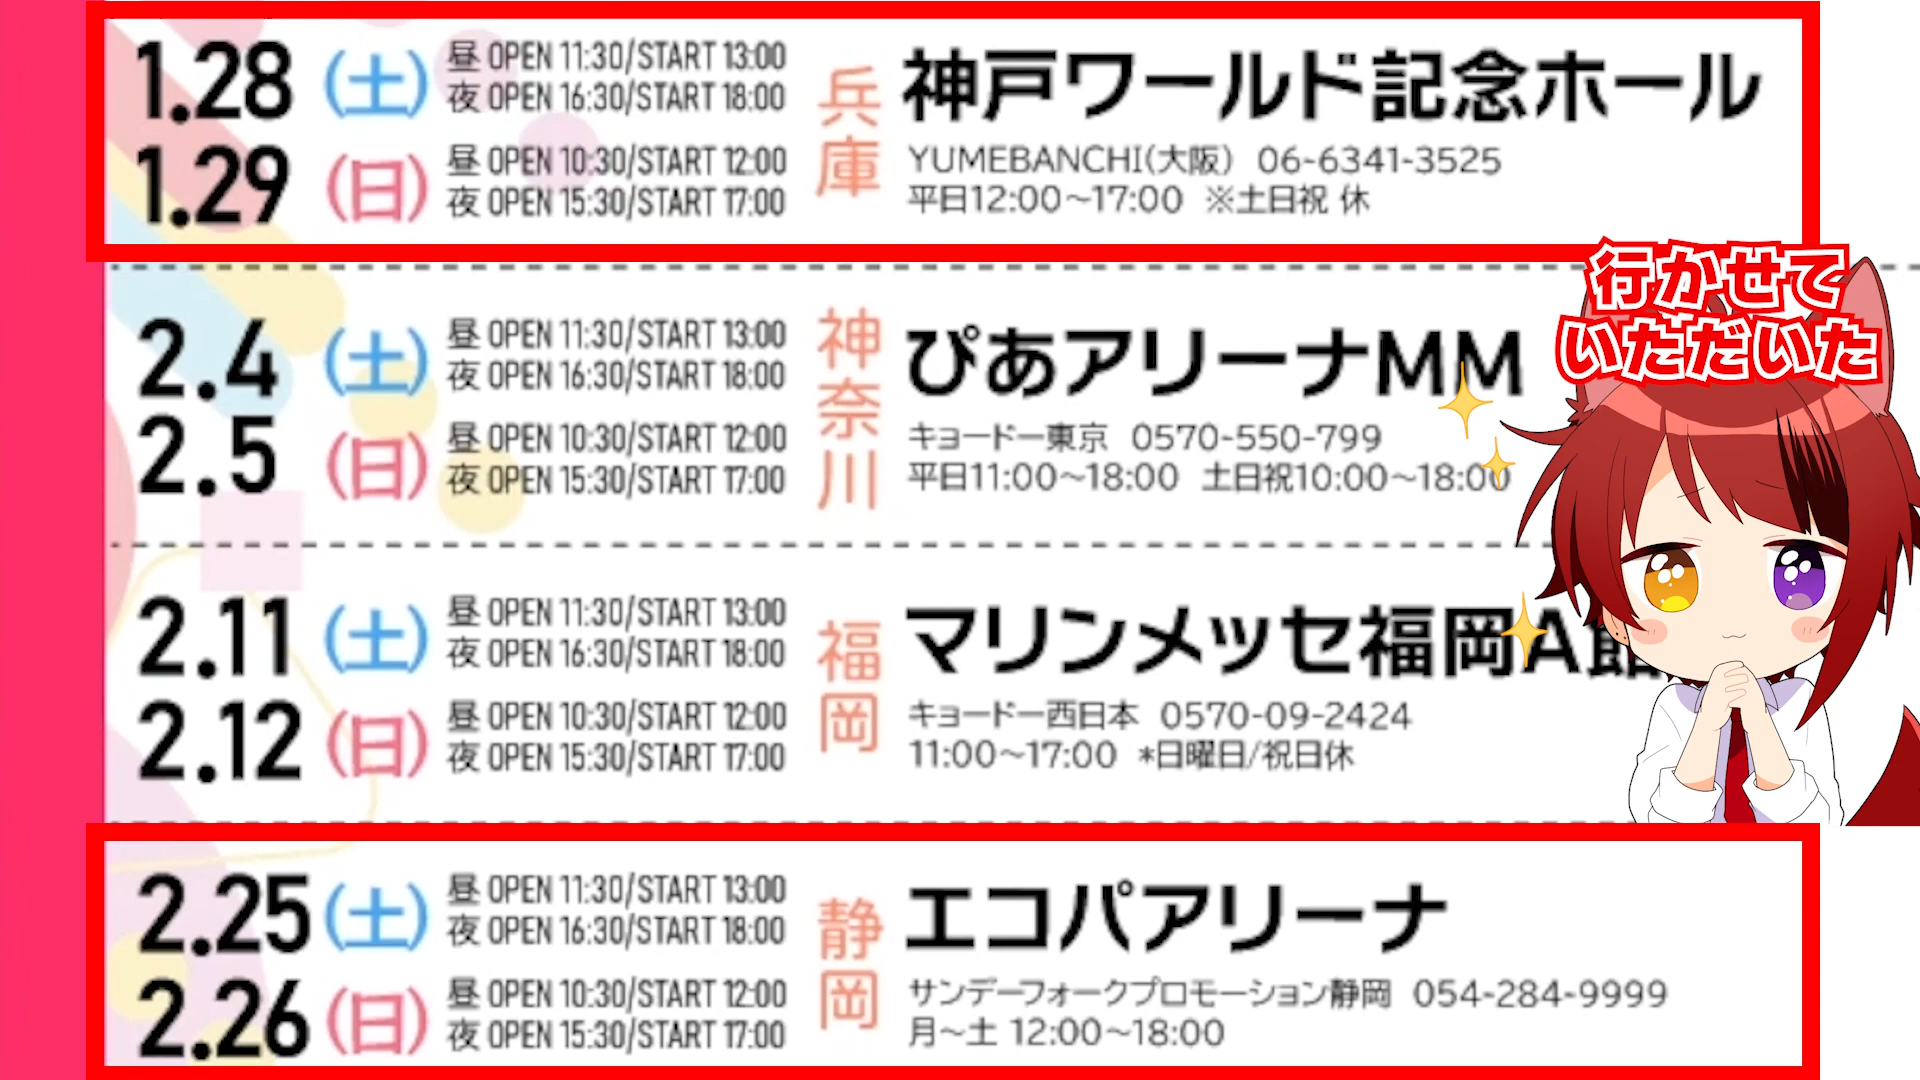 1.28(土) 昼 OPEN 11:30/START 13:00
夜 OPEN 16:30/START 18:00
1.29(日) 昼 OPEN 10:30/START 12:00
夜 OPEN 15:30/START 17:00
兵庫
神戸ワールド記念ホール
YUMEBANCHI(大阪) 06-6341-3525
平日12:00〜17:00 ※土日祝 休
行かせて
いただいた
2.4(土) 昼 OPEN 11:30/START 13:00
夜 OPEN 16:30/START 18:00
2.5(日) 昼 OPEN 10:30/START 12:00
夜 OPEN 15:30/START 17:00
神奈川
ぴあアリーナMM
キョードー東京 0570-550-799
平日11:00〜18:00 土日祝10:00〜18:00
2.11(土) 昼 OPEN 11:30/START 13:00
夜 OPEN 16:30/START 18:00
2.12(日) 昼 OPEN 10:30/START 12:00
夜 OPEN 15:30/START 17:00
福岡
マリンメッセ福岡A館
キョードー西日本 0570-09-2424
11:00〜17:00 *日曜日/祝日休
2.25(土) 昼 OPEN 11:30/START 13:00
夜 OPEN 16:30/START 18:00
2.26(日) 昼 OPEN 10:30/START 12:00
夜 OPEN 15:30/START 17:00
静岡
エコパアリーナ
サンデーフォークプロモーション静岡 054-284-9999
月〜土 12:00〜18:00